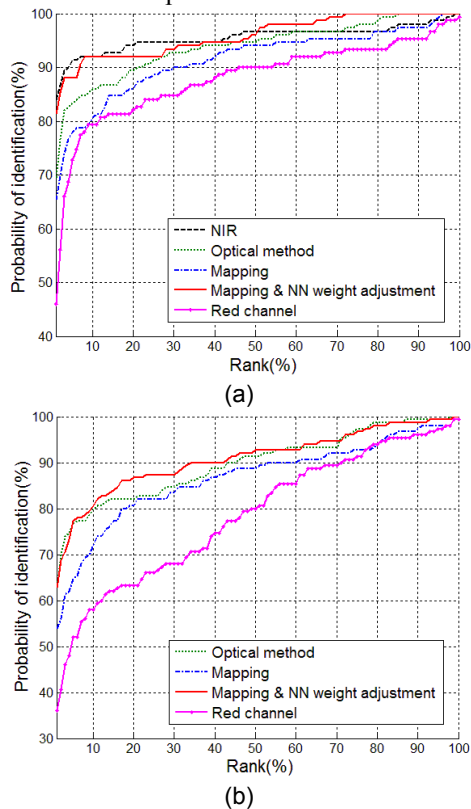 100
90
80
70
60
50
40
Probability of identification(%)
NIR
Optical method
Mapping
Mapping & NN weight adjustment
Red channel
10 20 30 40 50 60 70 80 90 100
Rank(%)
(a)
100
90
80
70
60
50
40
30
Probability of identification(%)
Optical method
Mapping
Mapping & NN weight adjustment
Red channel
10 20 30 40 50 60 70 80 90 100
Rank(%)
(b)